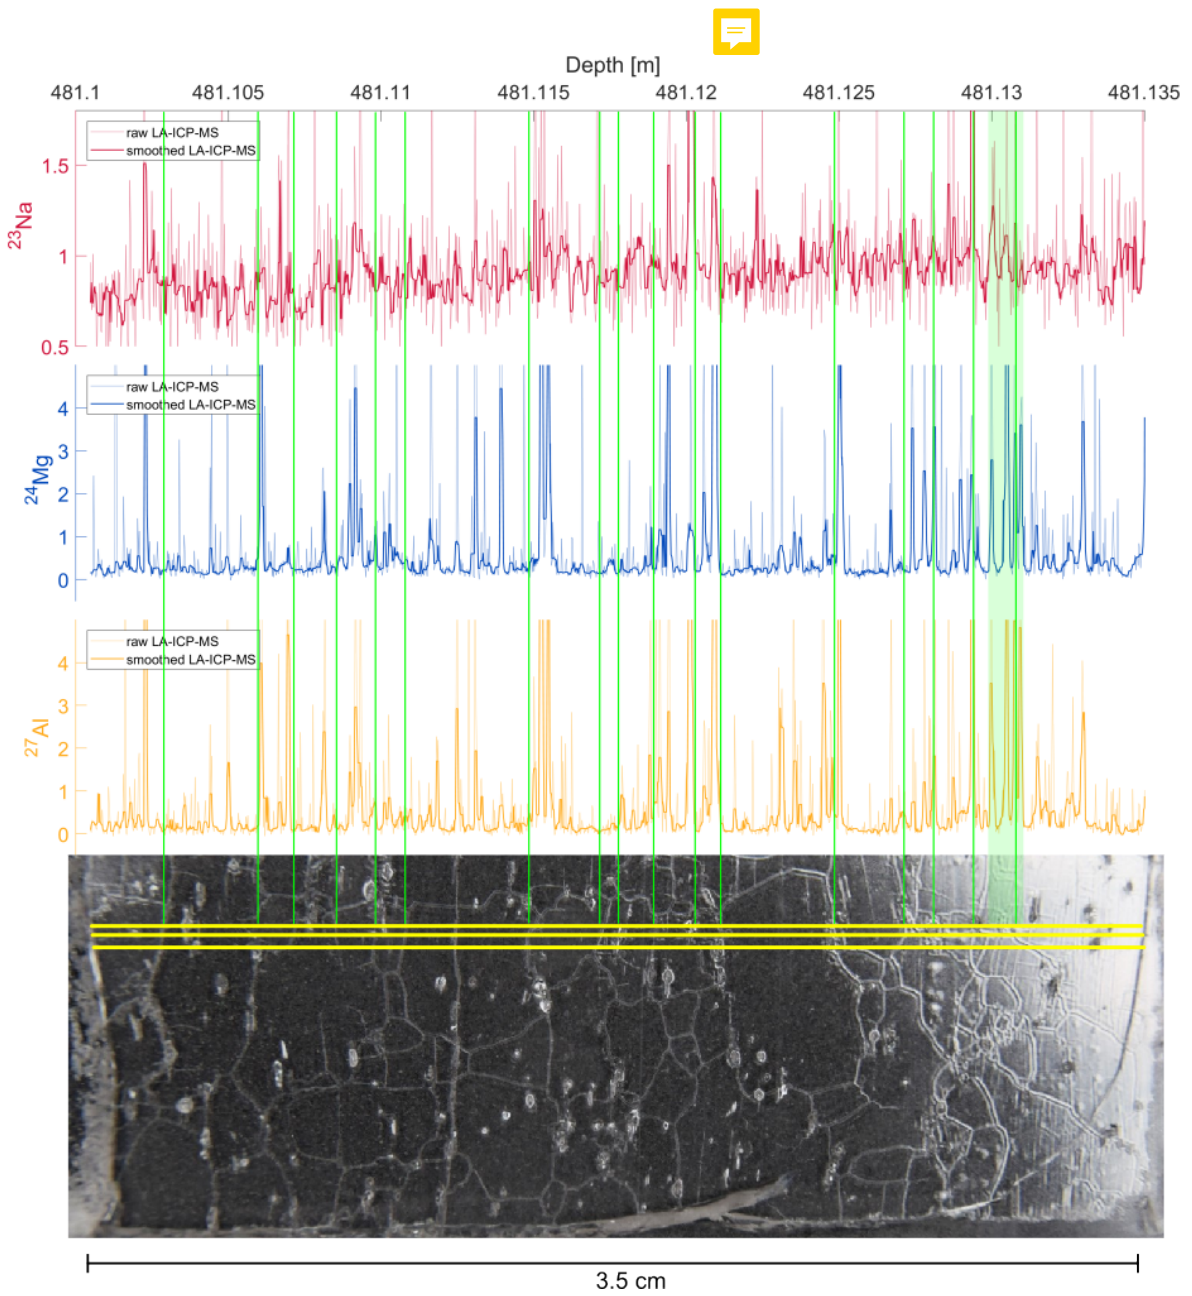 Depth [m]
481.1 481.105 481.11 481.115 481.12 481.125 481.13 481.135
raw LA-ICP-MS
smoothed LA-ICP-MS
1.5
1
0.5
²³Na
raw LA-ICP-MS
smoothed LA-ICP-MS
4
3
2
1
0
²⁴Mg
raw LA-ICP-MS
smoothed LA-ICP-MS
4
3
2
1
0
²⁷Al
3.5 cm